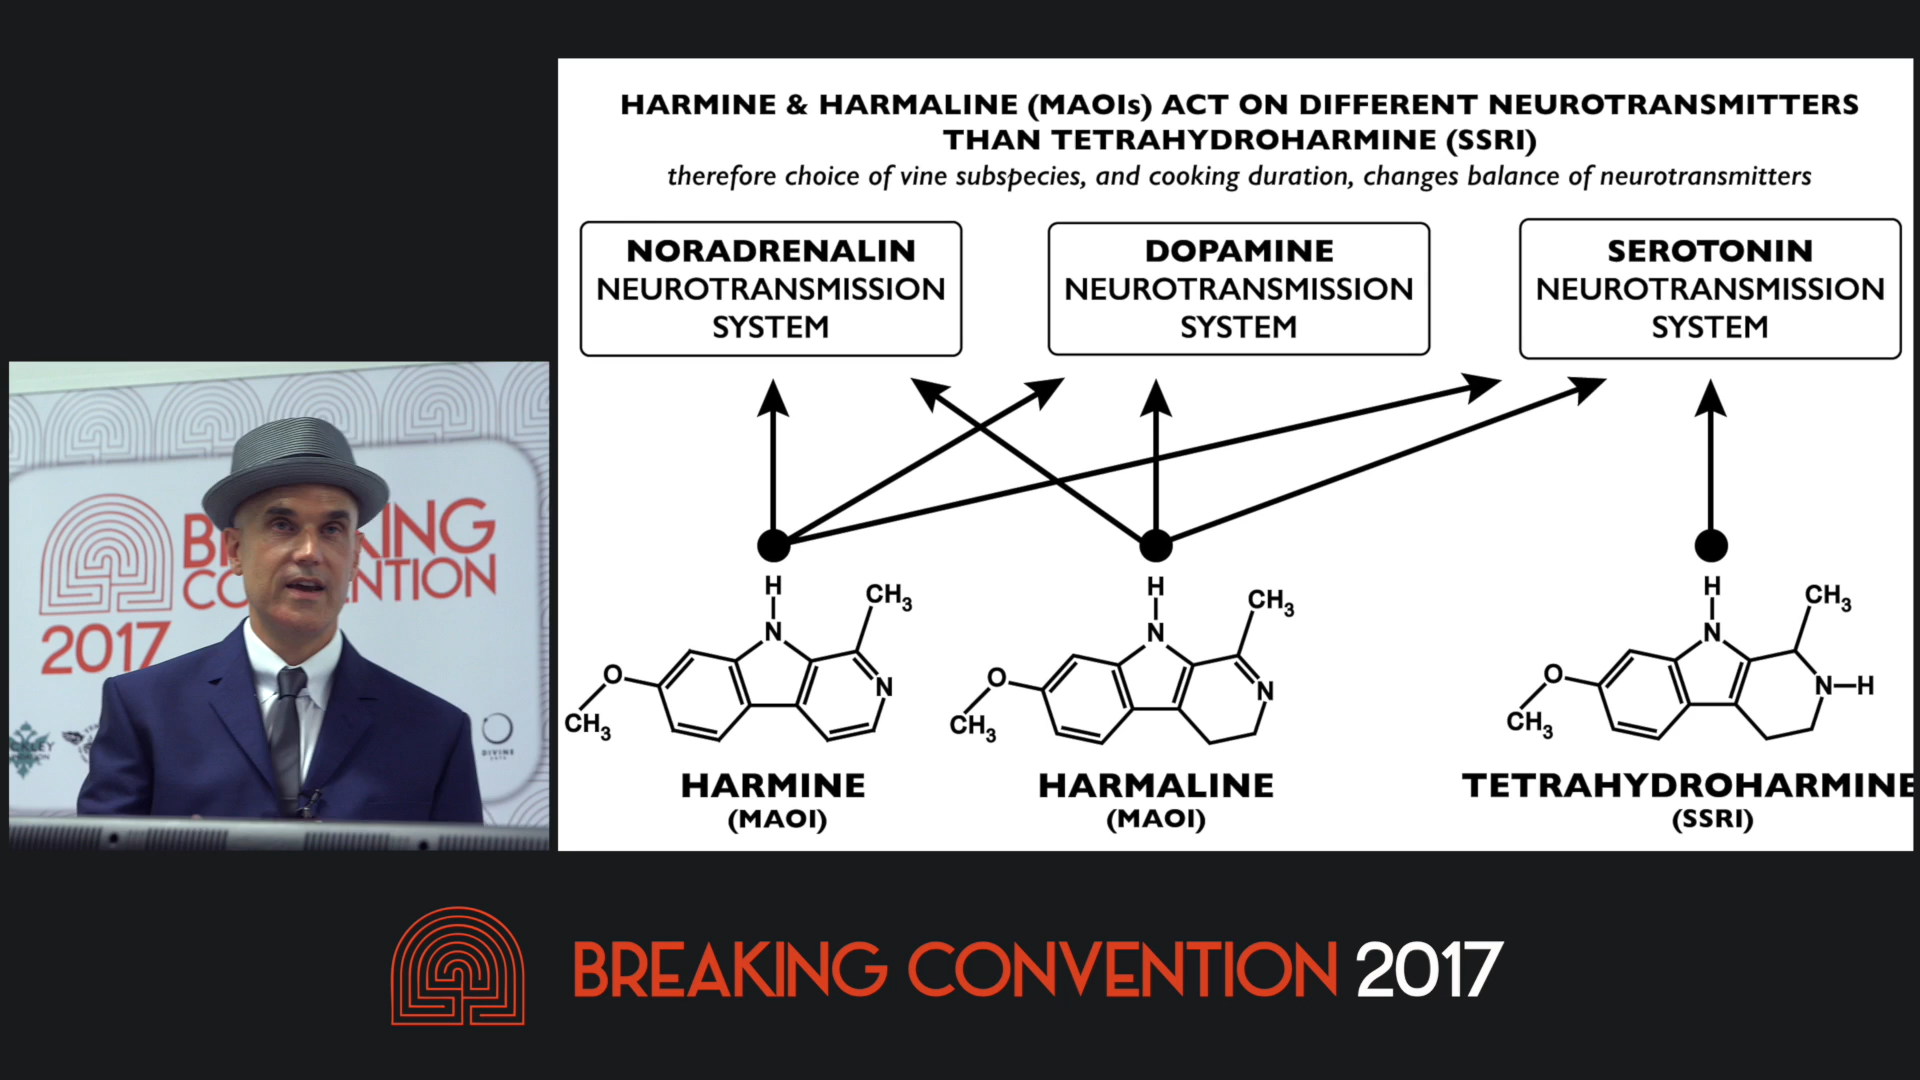 HARMINE & HARMALINE (MAOIs) ACT ON DIFFERENT NEUROTRANSMITTERS
THAN TETRAHYDROHARMINE (SSRI)
therefore choice of vine subspecies, and cooking duration, changes balance of neurotransmitters
NORADRENALIN
NEUROTRANSMISSION
SYSTEM
DOPAMINE
NEUROTRANSMISSION
SYSTEM
SEROTONIN
NEUROTRANSMISSION
SYSTEM
H
N
CH3
N
O
CH3
HARMINE
(MAOI)
H
N
CH3
N
O
CH3
HARMALINE
(MAOI)
H
N
CH3
N-H
O
CH3
TETRAHYDROHARMINE
(SSRI)
2017
DIVINE
BREAKING CONVENTION 2017